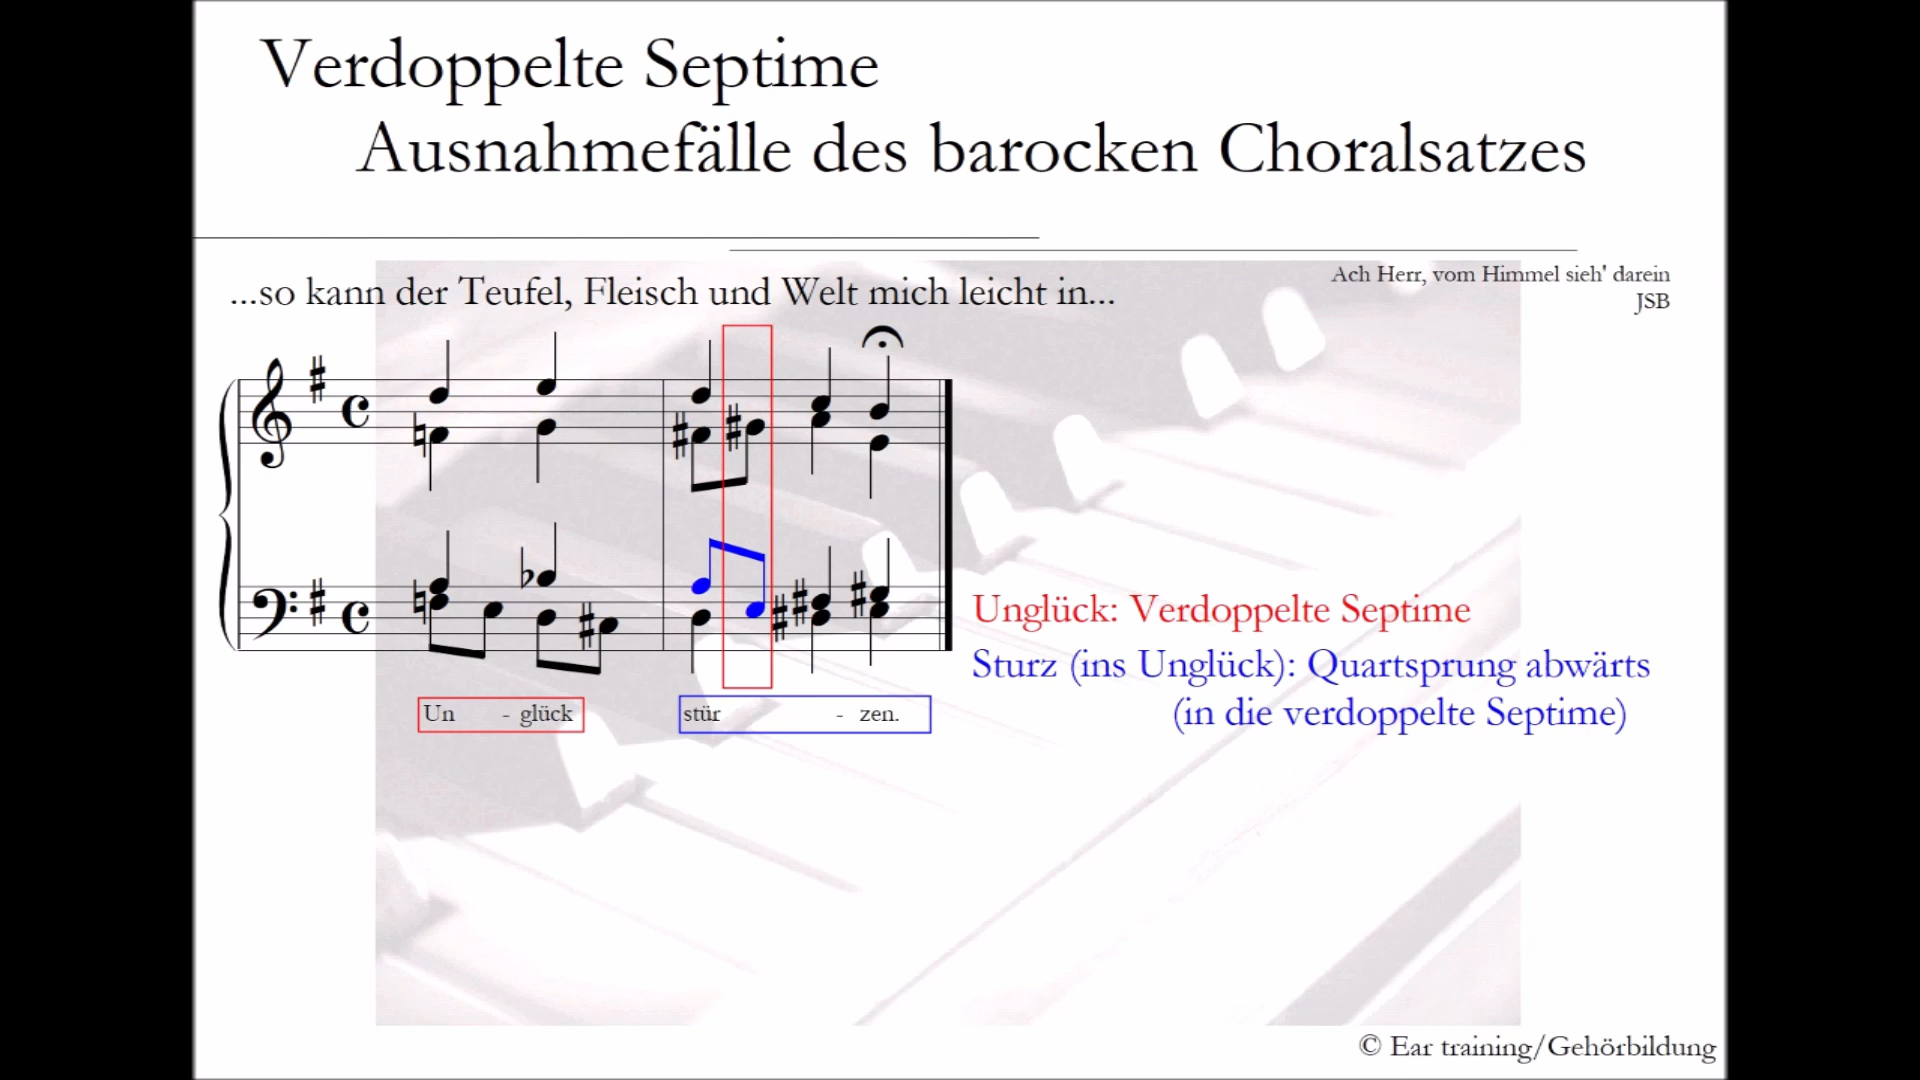 Verdoppelte Septime
Ausnahmefälle des barocken Choralsatzes
Ach Herr, vom Himmel sieh' darein
JSB
...so kann der Teufel, Fleisch und Welt mich leicht in...
Un - glück stür - zen.
Unglück: Verdoppelte Septime
Sturz (ins Unglück): Quartsprung abwärts
(in die verdoppelte Septime)
© Ear training/Gehörbildung